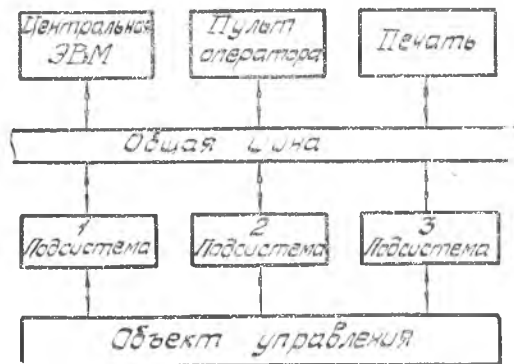 Центральная
ЭВМ
Пульт
оператора
Печать
Общая шина
1
Подсистема
2
Подсистема
3
Подсистема
Объект управления